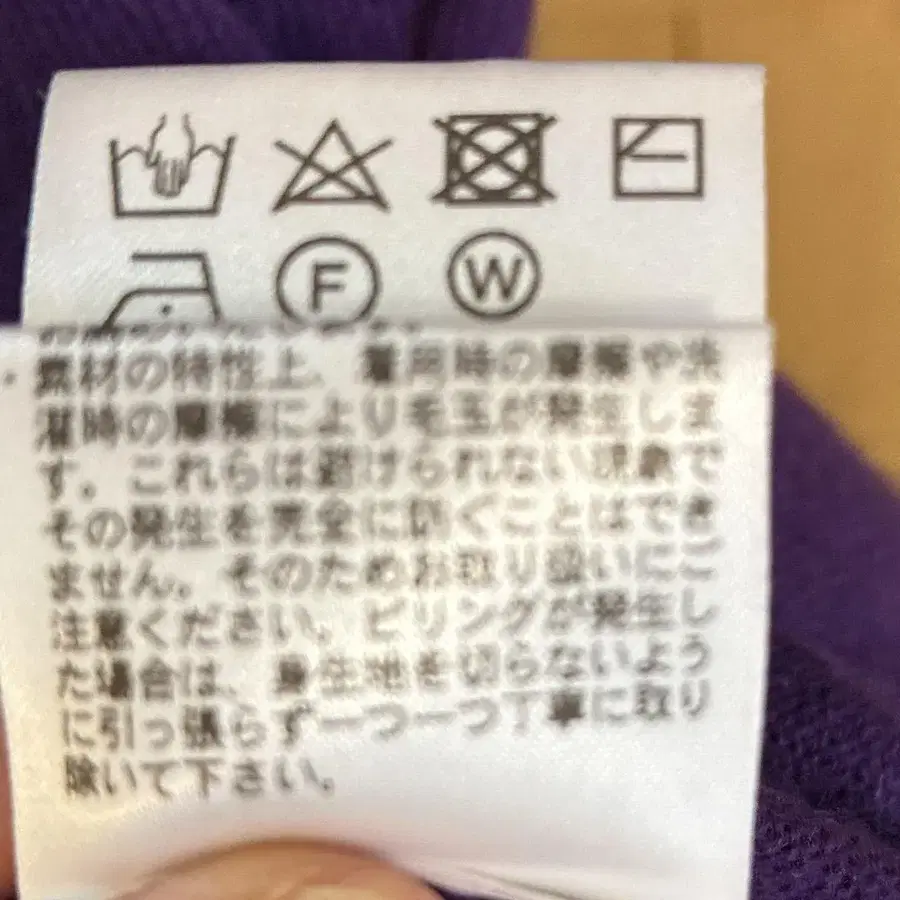 F W
素材の特性上、着用時の摩擦や洗
濯時の摩擦により毛玉が発生しま
す。これらは避けられない現象で
その発生を完全に防ぐことはでき
ません。そのためお取り扱いにご
注意ください。ピリングが発生し
た場合は、身生地を切らないよう
に引っ張らず一つ一つ丁寧に取り
除いて下さい。